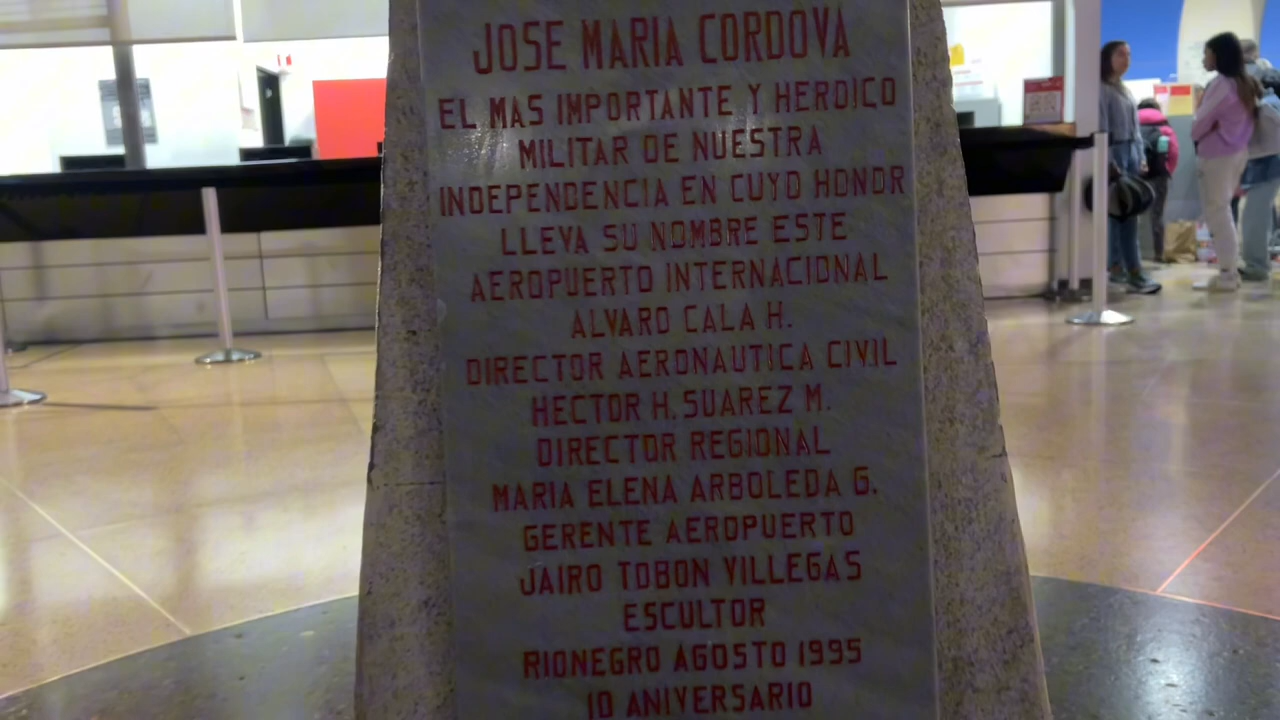 JOSE MARIA CORDOVA
EL MAS IMPORTANTE Y HEROICO
MILITAR DE NUESTRA
INDEPENDENCIA EN CUYO HONOR
LLEVA SU NOMBRE ESTE
AEROPUERTO INTERNACIONAL
ALVARO CALA H.
DIRECTOR AERONAUTICA CIVIL
HECTOR H. SUAREZ M.
DIRECTOR REGIONAL
MARIA ELENA ARBOLEDA G.
GERENTE AEROPUERTO
JAIRO TOBON VILLEGAS
ESCULTOR
RIONEGRO AGOSTO 1995
10 ANIVERSARIO